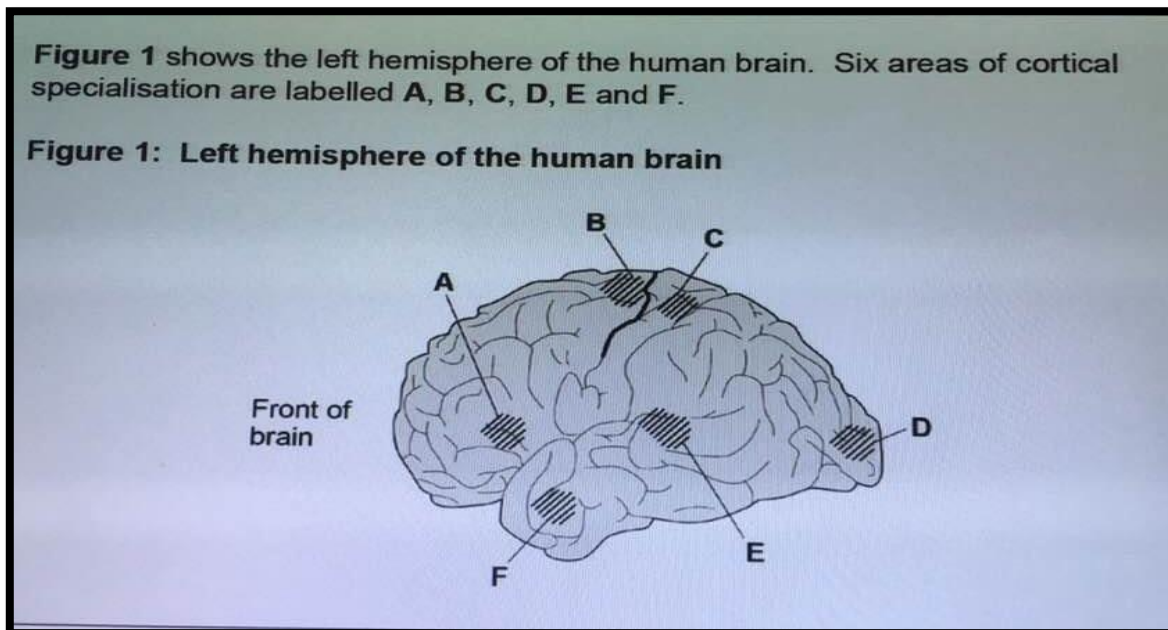 Figure 1 shows the left hemisphere of the human brain. Six areas of cortical
specialisation are labelled A, B, C, D, E and F.
Figure 1: Left hemisphere of the human brain
B
C
A
Front of
brain
D
E
F